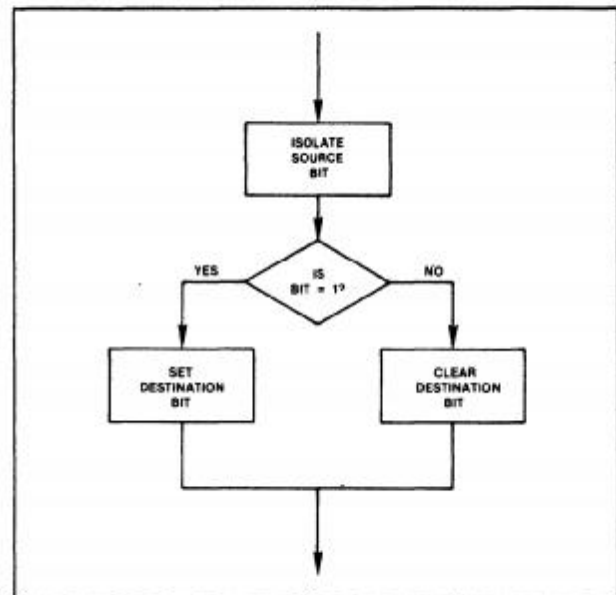 ISOLATE
SOURCE
BIT
IS
BIT = 1?
YES
NO
SET
DESTINATION
BIT
CLEAR
DESTINATION
BIT